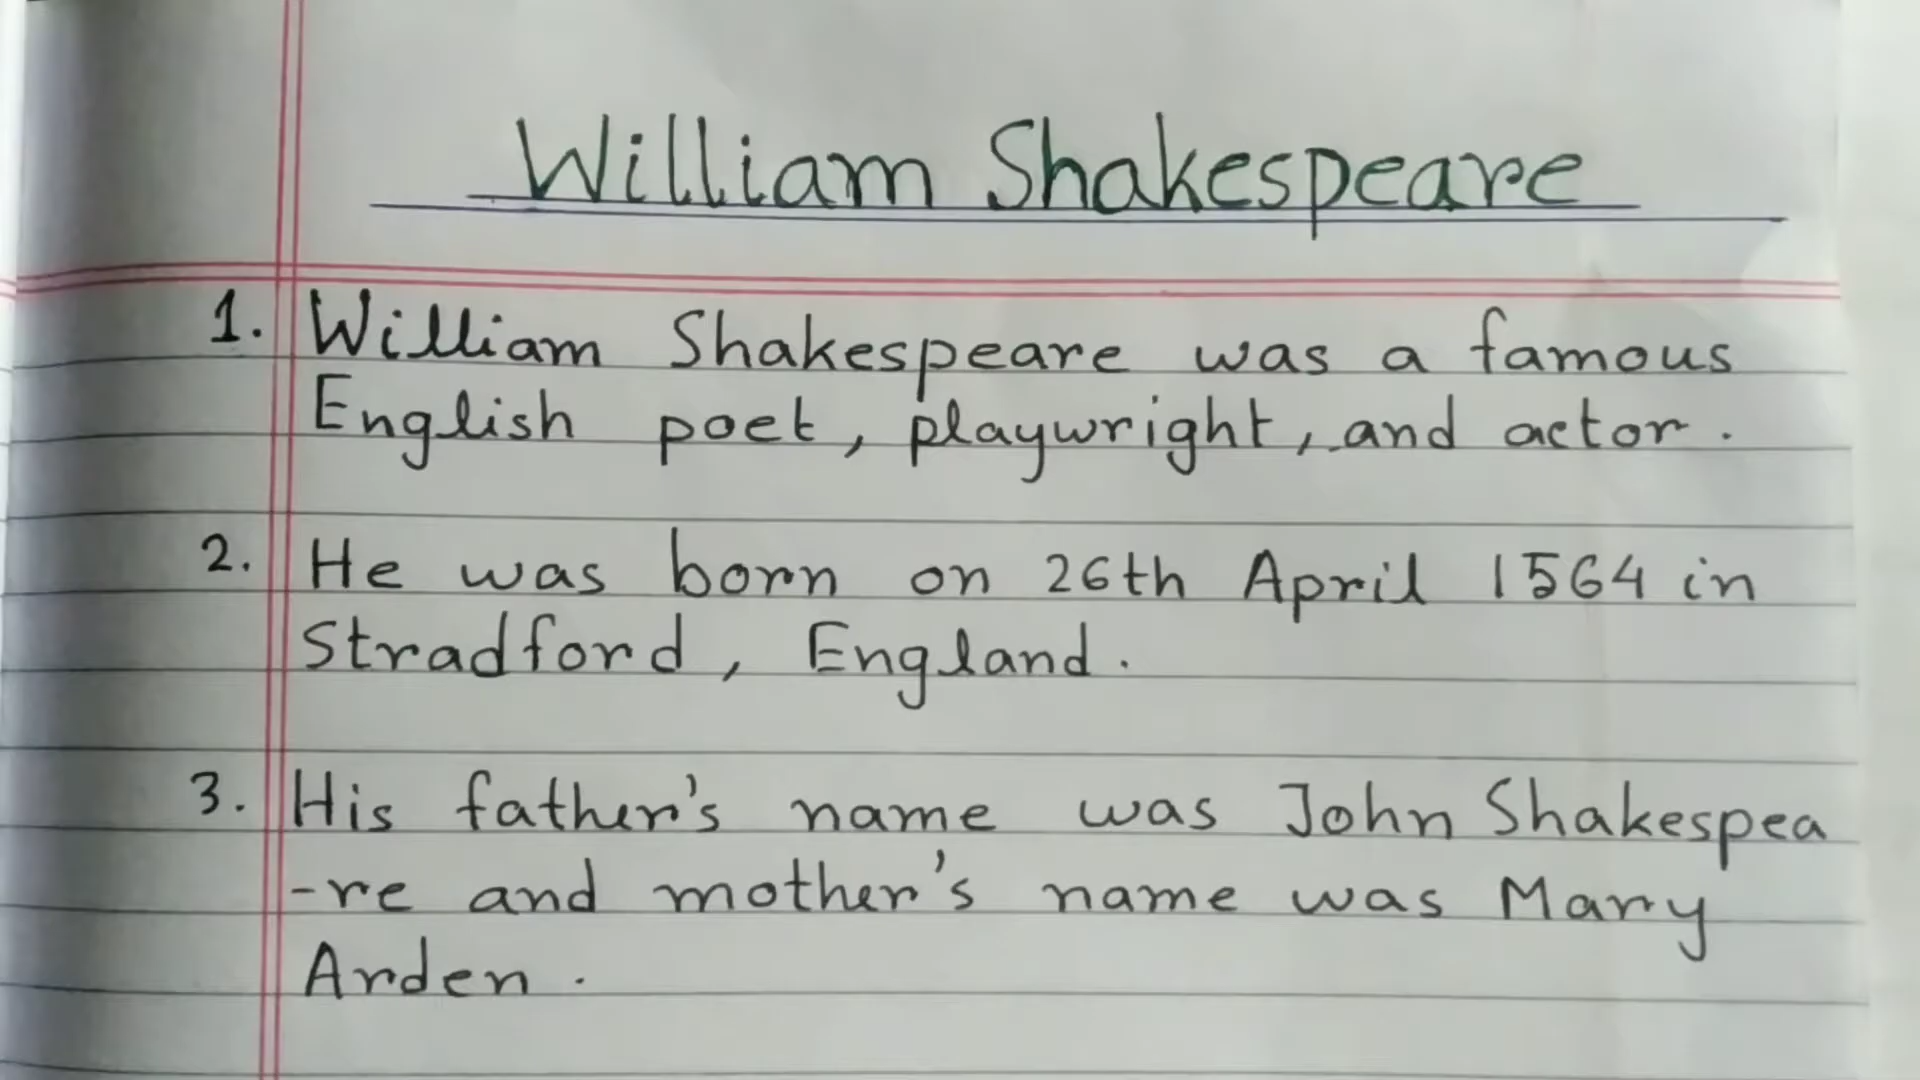 William Shakespeare
1. William Shakespeare was a famous
English poet, playwright, and actor.
2. He was born on 26th April 1564 in
Stradford, England.
3. His father's name was John Shakespea
-re and mother's name was Mary
Arden.